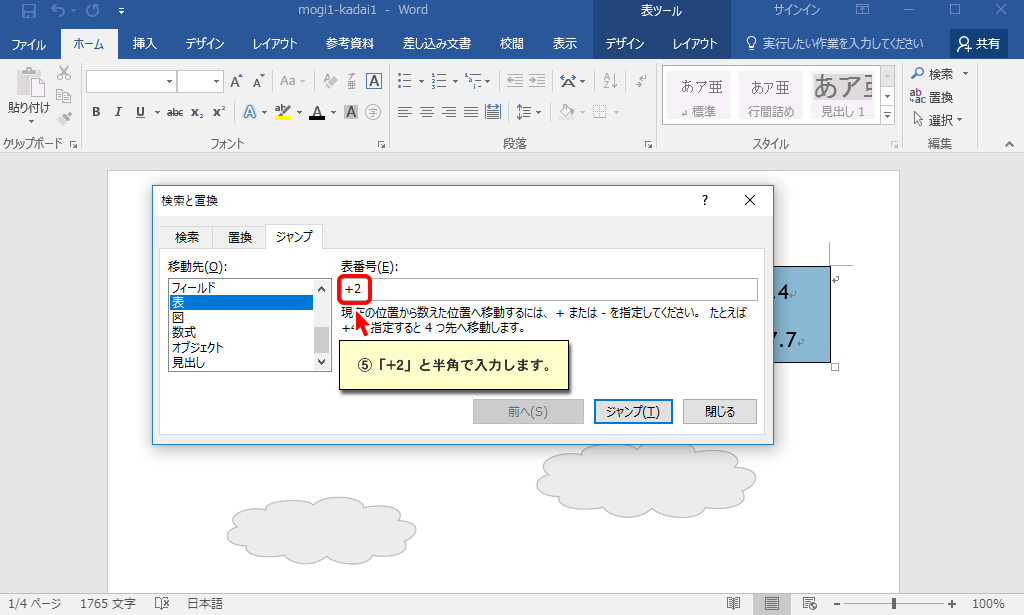 mogi1-kadai1 - Word
表ツール
サインイン
ファイル ホーム 挿入 デザイン レイアウト 参考資料 差し込み文書 校閲 表示 デザイン レイアウト 実行したい作業を入力してください 共有
貼り付け
Aa
A
B I U abc x₂ x² A A A 字
あア亜 あア亜 あア亜
↲ 標準 行間詰め 見出し 1
検索
置換
選択
クリップボード フォント 段落 スタイル 編集
検索と置換
?
検索 置換 ジャンプ
移動先(O):
フィールド
表
図
数式
オブジェクト
見出し
表番号(E):
+2
現在の位置から数えた位置へ移動するには、+ または - を指定してください。 たとえば
指定すると 4 つ先へ移動します。
⑤「+2」と半角で入力します。
前へ(S) ジャンプ(T) 閉じる
.4
7.7
1/4 ページ 1765 文字 日本語 100%